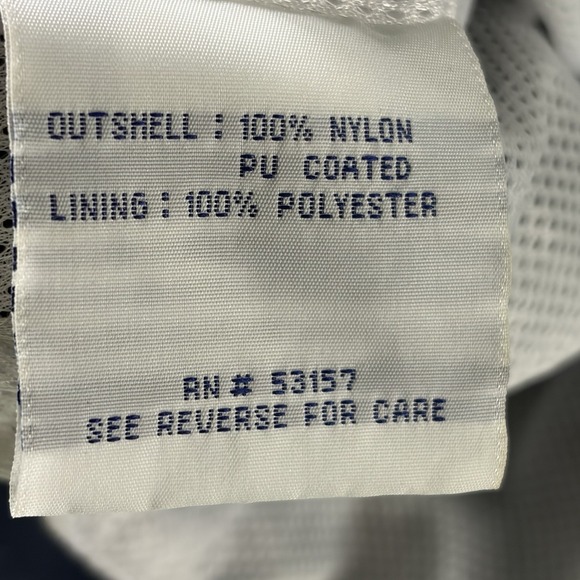 OUTSHELL : 100% NYLON
PU COATED
LINING : 100% POLYESTER
RN # 53157
SEE REVERSE FOR CARE